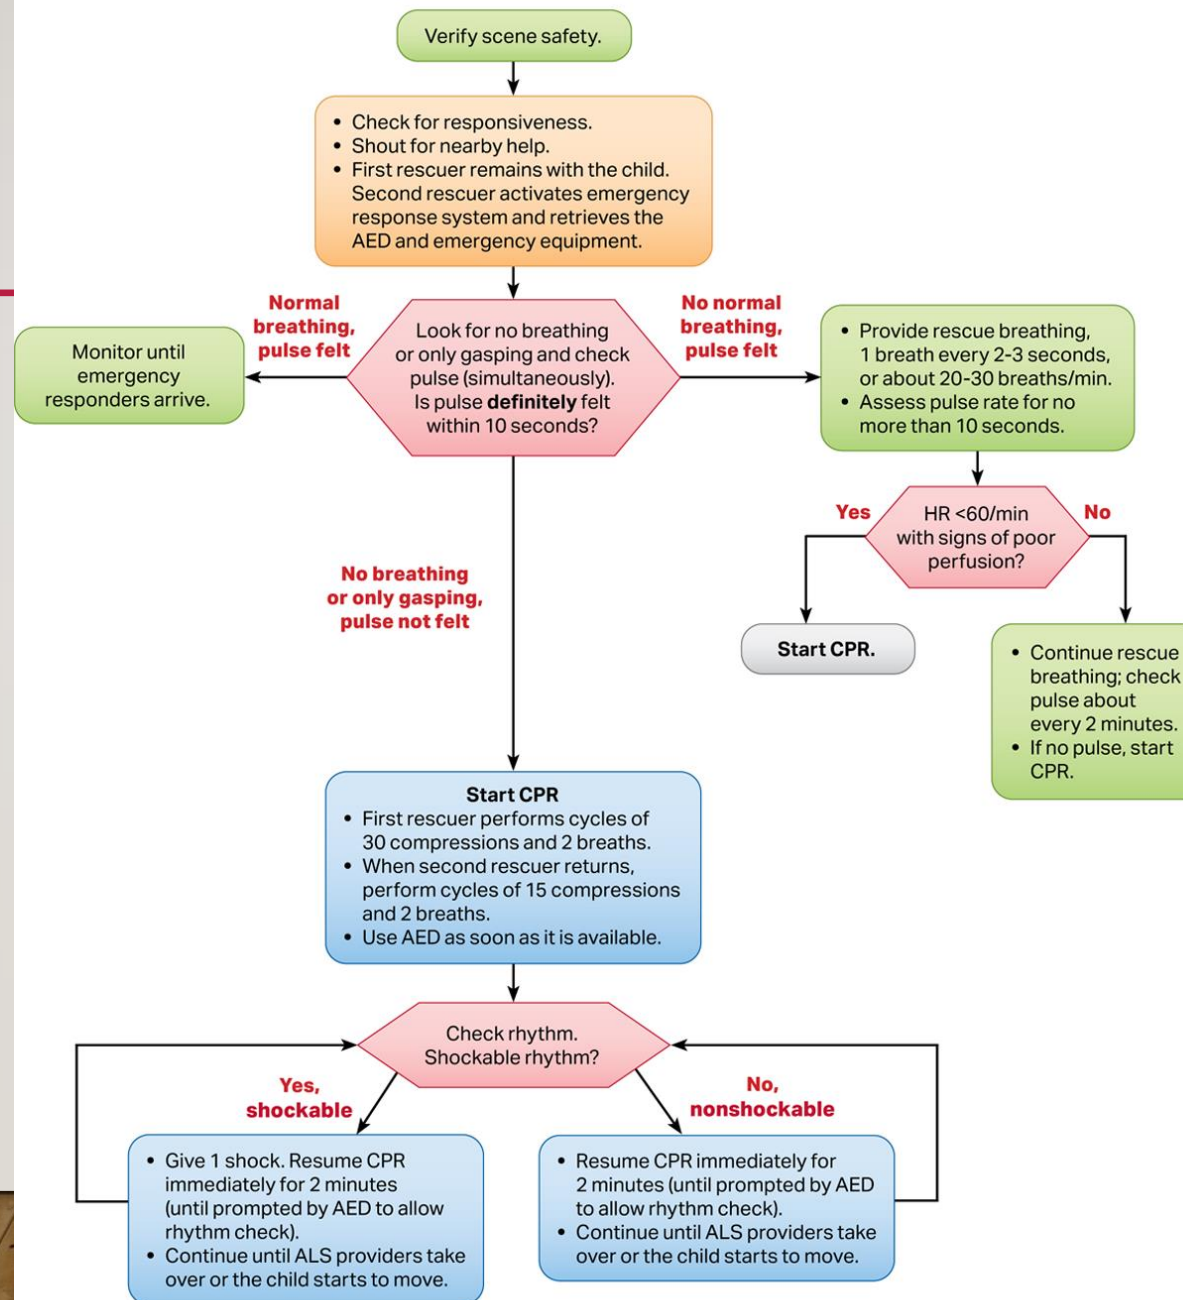 Verify scene safety.
• Check for responsiveness.
• Shout for nearby help.
• First rescuer remains with the child.
Second rescuer activates emergency
response system and retrieves the
AED and emergency equipment.
Normal
breathing,
pulse felt
Look for no breathing
or only gasping and check
pulse (simultaneously).
Is pulse definitely felt
within 10 seconds?
No normal
breathing,
pulse felt
Monitor until
emergency
responders arrive.
• Provide rescue breathing,
1 breath every 2-3 seconds,
or about 20-30 breaths/min.
• Assess pulse rate for no
more than 10 seconds.
Yes
HR <60/min
with signs of poor
perfusion?
No
No breathing
or only gasping,
pulse not felt
Start CPR.
• Continue rescue
breathing; check
pulse about
every 2 minutes.
• If no pulse, start
CPR.
Start CPR
• First rescuer performs cycles of
30 compressions and 2 breaths.
• When second rescuer returns,
perform cycles of 15 compressions
and 2 breaths.
• Use AED as soon as it is available.
Check rhythm.
Shockable rhythm?
Yes,
shockable
No,
nonshockable
• Give 1 shock. Resume CPR
immediately for 2 minutes
(until prompted by AED to allow
rhythm check).
• Continue until ALS providers take
over or the child starts to move.
• Resume CPR immediately for
2 minutes (until prompted by AED
to allow rhythm check).
• Continue until ALS providers take
over or the child starts to move.